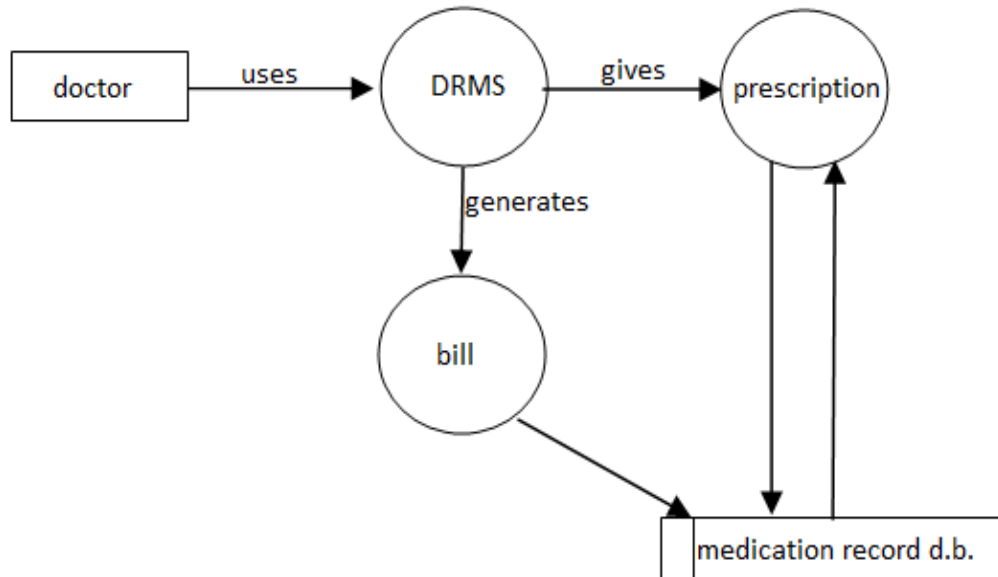 doctor
uses
DRMS
gives
prescription
generates
bill
medication record d.b.